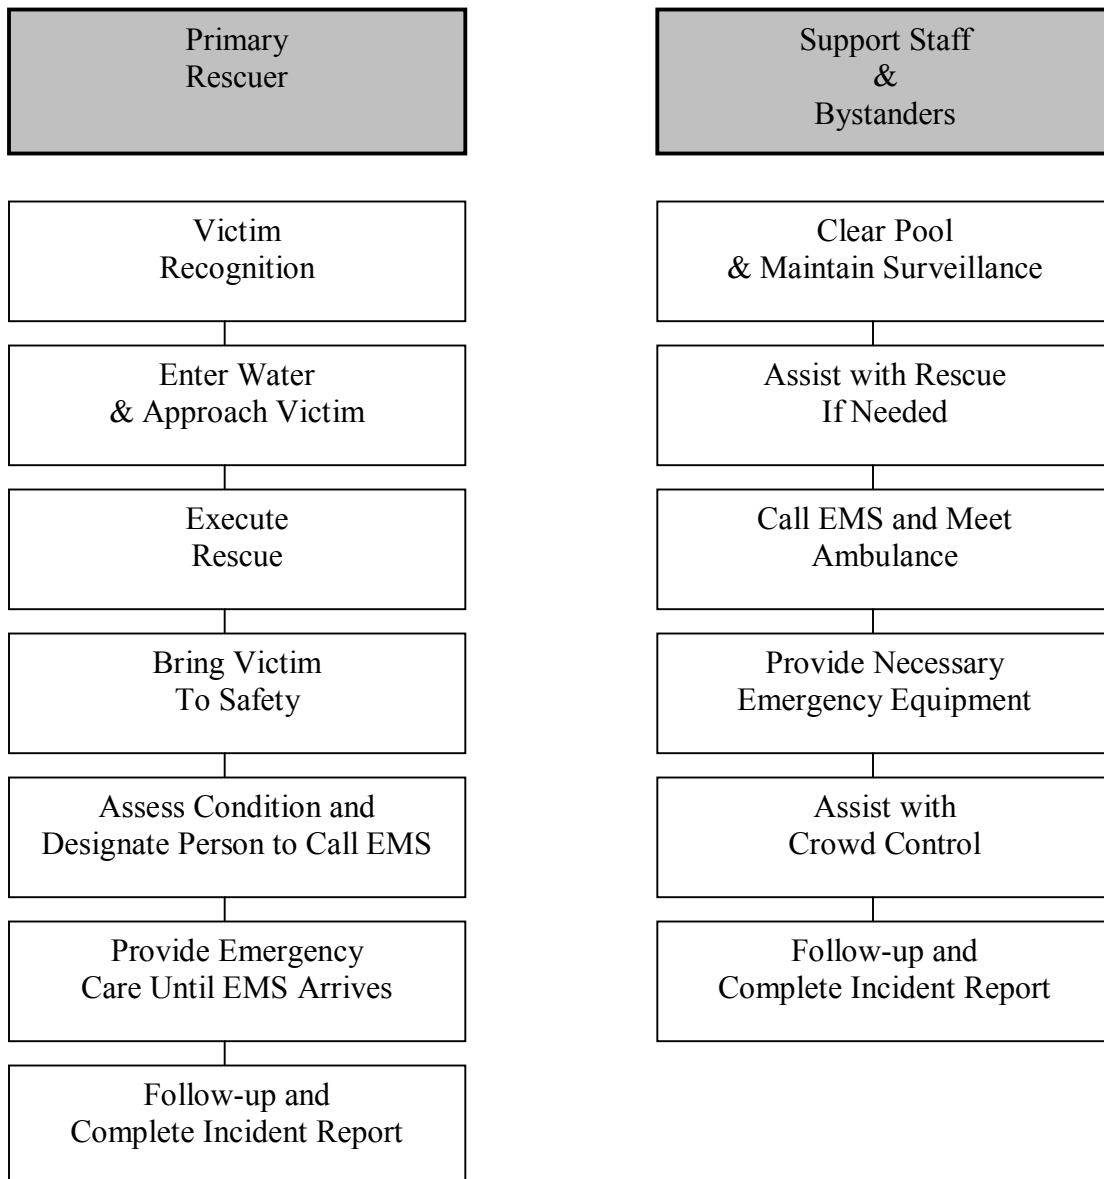 Primary
Rescuer
Victim
Recognition
Enter Water
& Approach Victim
Execute
Rescue
Bring Victim
To Safety
Assess Condition and
Designate Person to Call EMS
Provide Emergency
Care Until EMS Arrives
Follow-up and
Complete Incident Report
Support Staff
&
Bystanders
Clear Pool
& Maintain Surveillance
Assist with Rescue
If Needed
Call EMS and Meet
Ambulance
Provide Necessary
Emergency Equipment
Assist with
Crowd Control
Follow-up and
Complete Incident Report